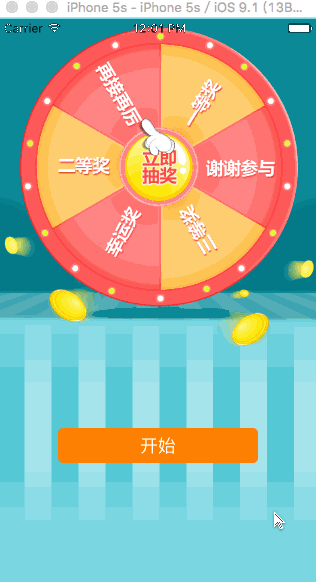 iPhone 5s - iPhone 5s / iOS 9.1 (13B...
Carrier 12:01 PM
再接再厉
一等奖
二等奖
立即
抽奖
谢谢参与
幸运奖
三等奖
开始